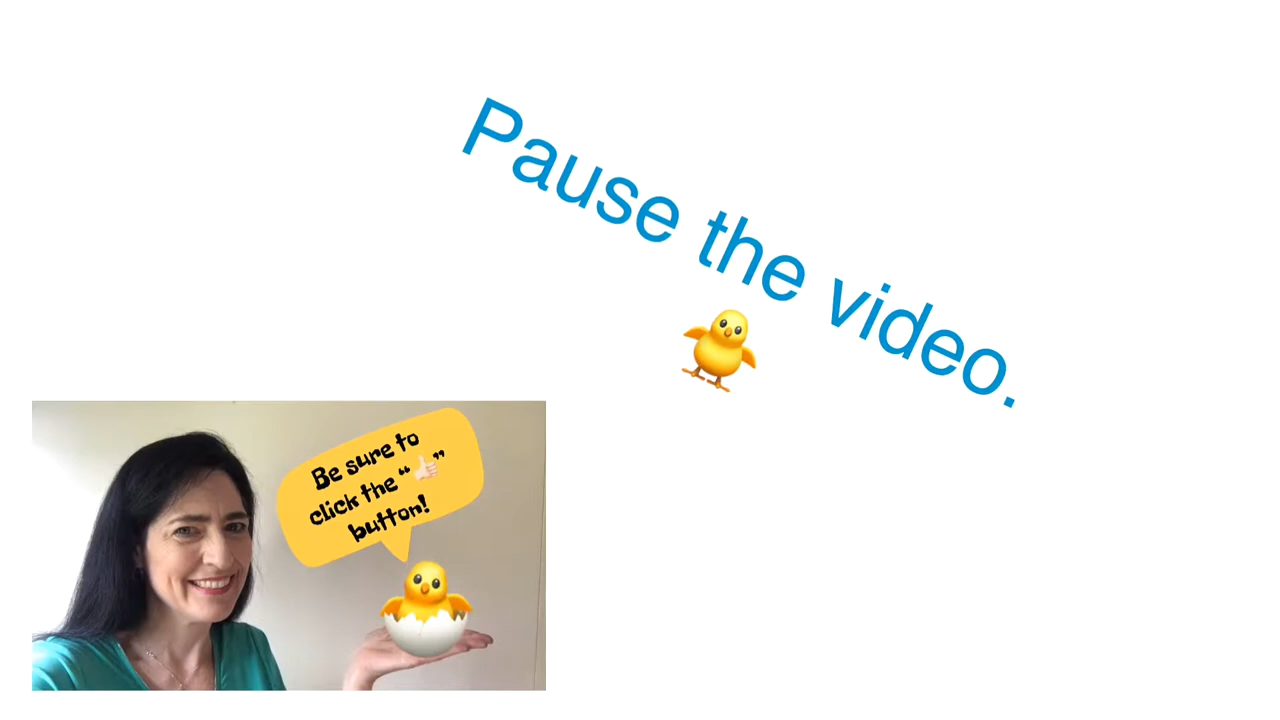 Pause the video.
Be sure to
click the “👍🏻”
button!